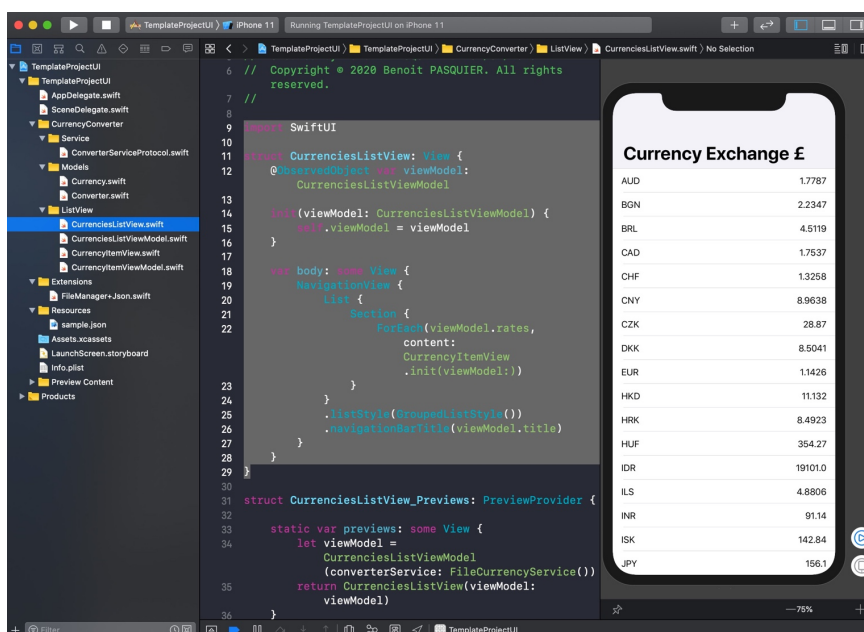 TemplateProjectUI
iPhone 11
Running TemplateProjectUI on iPhone 11
TemplateProjectUI
TemplateProjectUI
CurrencyConverter
ListView
CurrenciesListView.swift
No Selection
TemplateProjectUI
TemplateProjectUI
AppDelegate.swift
SceneDelegate.swift
CurrencyConverter
Service
ConverterServiceProtocol.swift
Models
Currency.swift
Converter.swift
ListView
CurrenciesListView.swift
CurrenciesListViewModel.swift
CurrencyItemView.swift
CurrencyItemViewModel.swift
Extensions
FileManager+Json.swift
Resources
sample.json
Assets.xcassets
LaunchScreen.storyboard
Info.plist
Preview Content
Products
Filter
6 // Copyright © 2020 Benoit PASQUIER. All rights
reserved.
7 //
8
9 import SwiftUI
10
11 struct CurrenciesListView: View {
12 @ObservedObject var viewModel:
CurrenciesListViewModel
13
14 init(viewModel: CurrenciesListViewModel) {
15 self.viewModel = viewModel
16 }
17
18 var body: some View {
19 NavigationView {
20 List {
21 Section {
22 ForEach(viewModel.rates,
content:
CurrencyItemView
.init(viewModel:))
23 }
24 }
25 .listStyle(GroupedListStyle())
26 .navigationBarTitle(viewModel.title)
27 }
28 }
29 }
30
31 struct CurrenciesListView_Previews: PreviewProvider {
32
33 static var previews: some View {
34 let viewModel =
CurrenciesListViewModel
(converterService: FileCurrencyService())
35 return CurrenciesListView(viewModel:
viewModel)
36 }
TemplateProjectUI
Currency Exchange £
AUD 1.7787
BGN 2.2347
BRL 4.5119
CAD 1.7537
CHF 1.3258
CNY 8.9638
CZK 28.87
DKK 8.5041
EUR 1.1426
HKD 11.132
HRK 8.4923
HUF 354.27
IDR 19101.0
ILS 4.8806
INR 91.14
ISK 142.84
JPY 156.1
75%